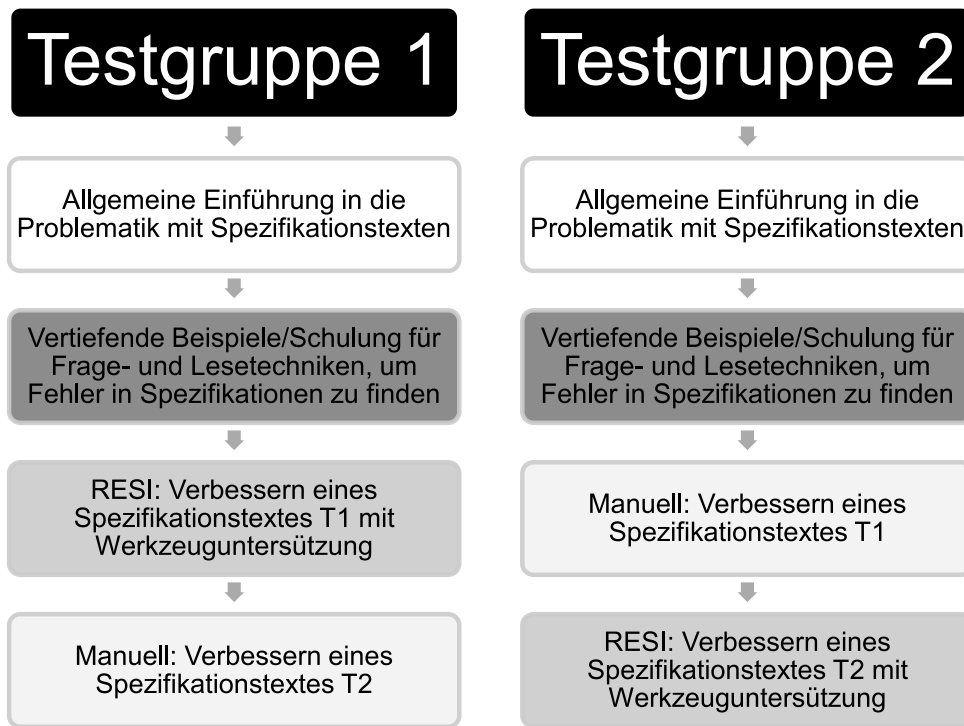 Testgruppe 1
Allgemeine Einführung in die
Problematik mit Spezifikationstexten
Vertiefende Beispiele/Schulung für
Frage- und Lesetechniken, um
Fehler in Spezifikationen zu finden
RESI: Verbessern eines
Spezifikationstextes T1 mit
Werkzeuguntersützung
Manuell: Verbessern eines
Spezifikationstextes T2
Testgruppe 2
Allgemeine Einführung in die
Problematik mit Spezifikationstexten
Vertiefende Beispiele/Schulung für
Frage- und Lesetechniken, um
Fehler in Spezifikationen zu finden
Manuell: Verbessern eines
Spezifikationstextes T1
RESI: Verbessern eines
Spezifikationstextes T2 mit
Werkzeuguntersützung